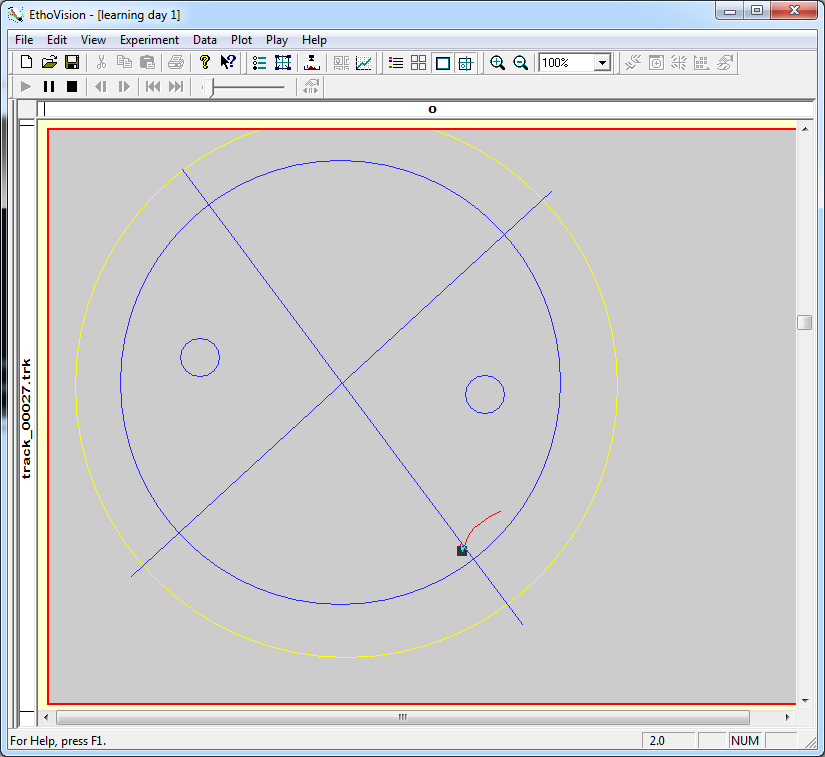 EthoVision - [learning day 1]
File Edit View Experiment Data Plot Play Help
100%
o
track_00027.trk
For Help, press F1.
2.0
NUM